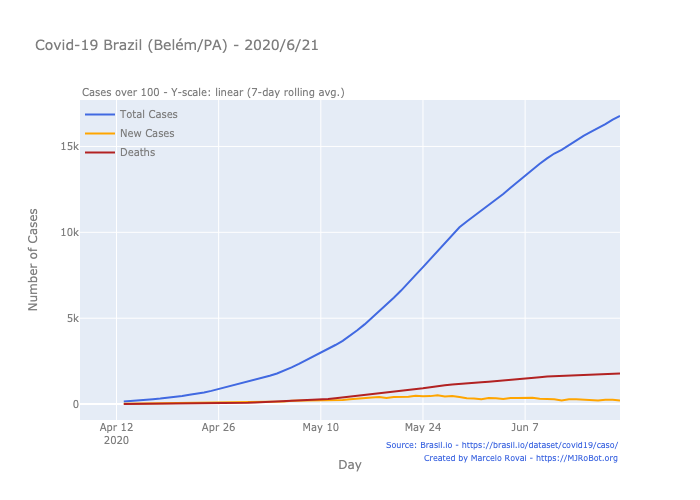 Covid-19 Brazil (Belém/PA) - 2020/6/21
Cases over 100 - Y-scale: linear (7-day rolling avg.)
Total Cases
New Cases
Deaths
15k
10k
5k
0
Number of Cases
Apr 12
2020
Apr 26
May 10
May 24
Jun 7
Day
Source: Brasil.io - https://brasil.io/dataset/covid19/caso/
Created by Marcelo Rovai - https://MJRoBot.org